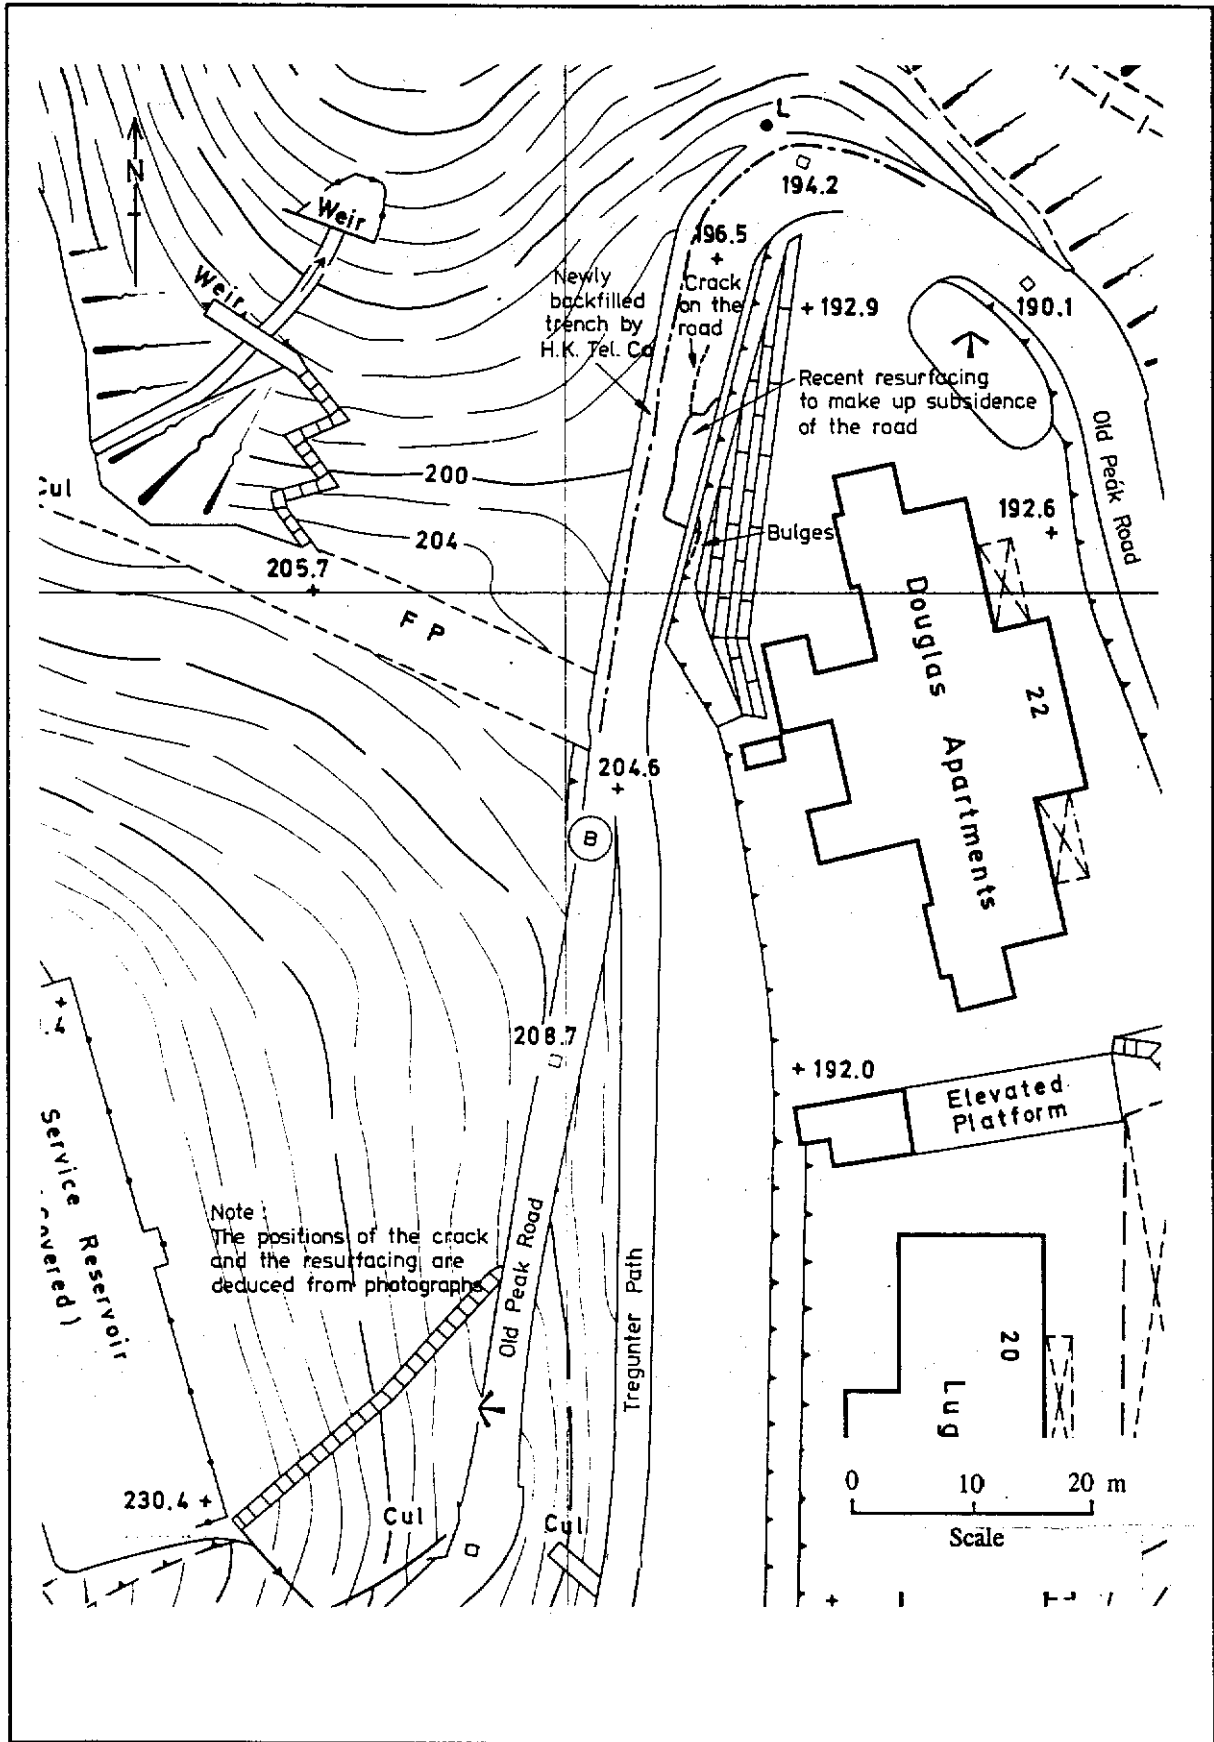 L
194.2
N
Weir
196.5
Weir
Newly
backfilled
trench by
H.K. Tel. Co
Crack
on the
road
192.9
190.1
Recent resurfacing
to make up subsidence
of the road
Old Peak Road
200
Cul
192.6
204
Bulges
205.7
F P
Douglas Apartments
22
204.6
B
208.7
.4
192.0
Elevated
Platform
Service Reservoir
overed)
Note :
The positions of the crack
and the resurfacing are
deduced from photographs
Old Peak Road
Tregunter Path
20
Lug
230.4
Cul
Cul
0 10 20 m
Scale